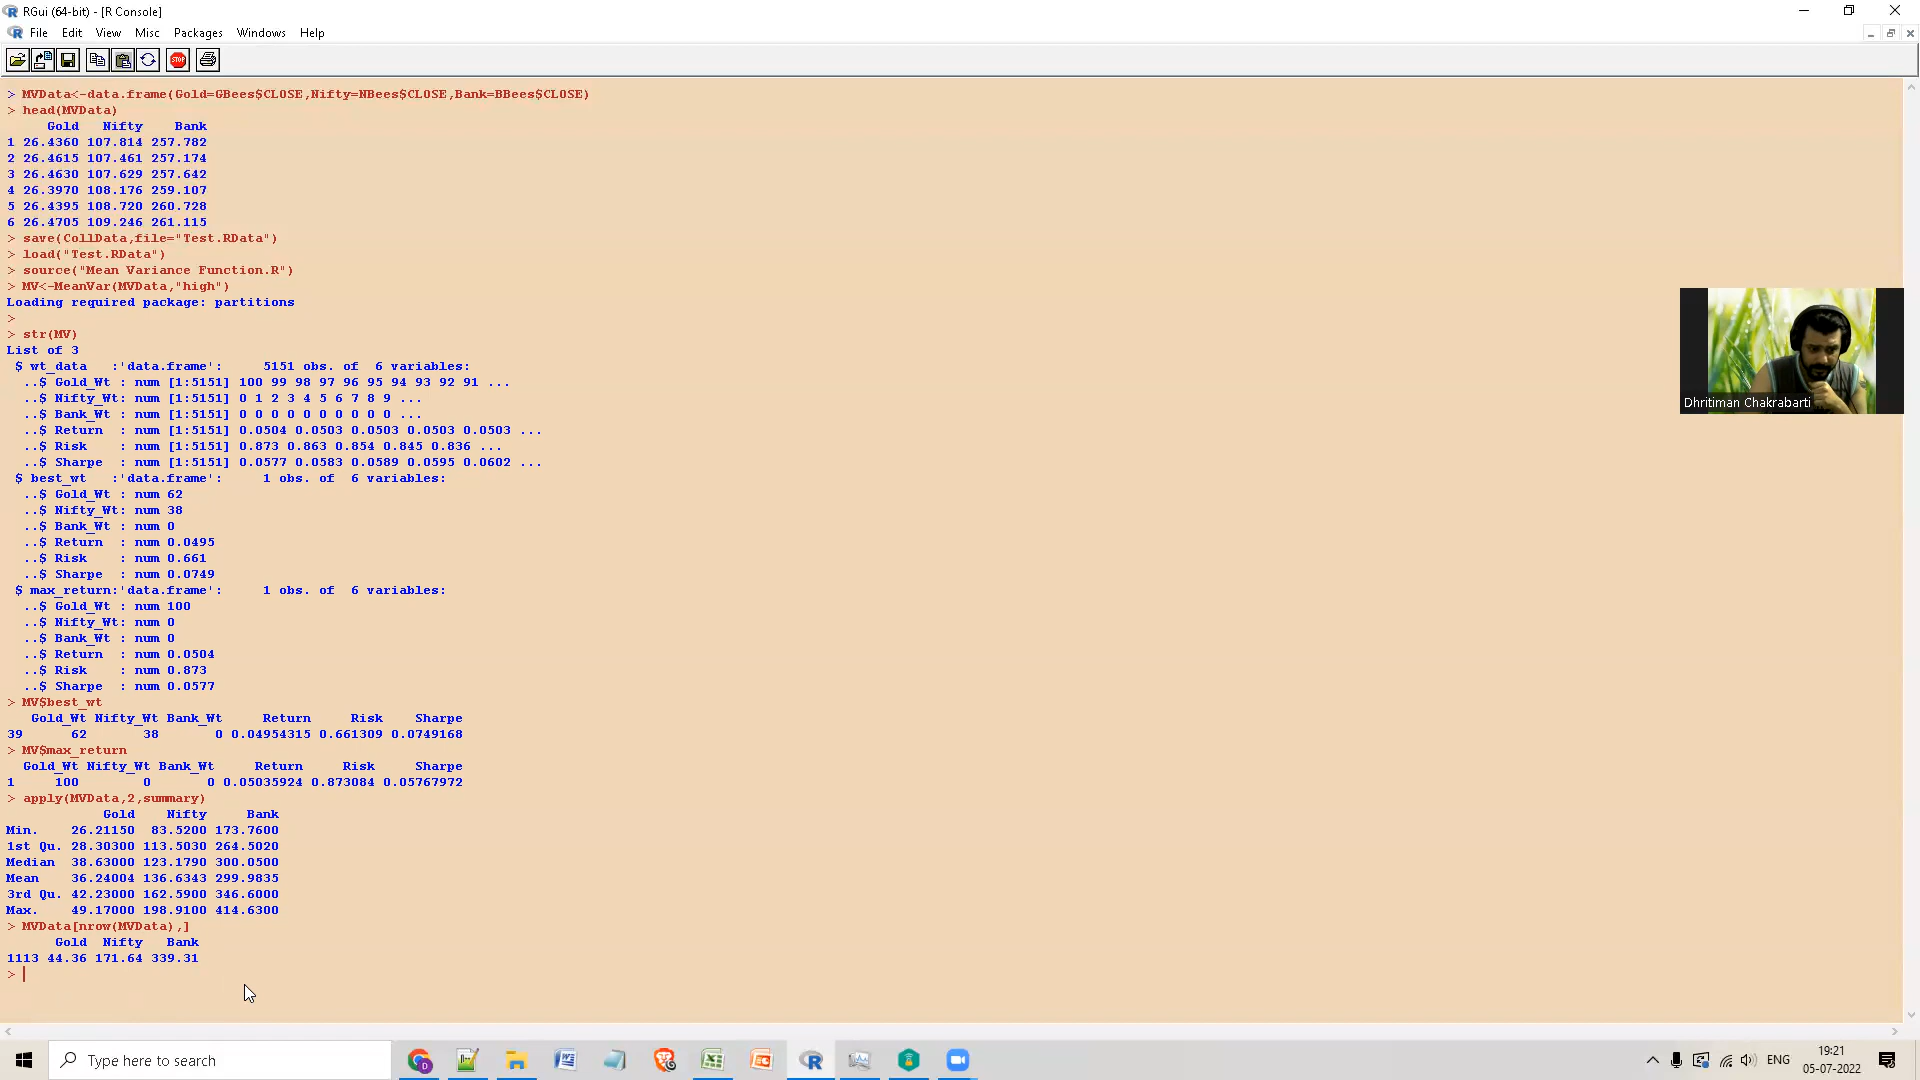 RGui (64-bit) - [R Console]
File Edit View Misc Packages Windows Help
STOP
> MVData<-data.frame(Gold=GBees$CLOSE,Nifty=NBees$CLOSE,Bank=BBees$CLOSE)
> head(MVData)
Gold Nifty Bank
1 26.4360 107.814 257.782
2 26.4615 107.461 257.174
3 26.4630 107.629 257.642
4 26.3970 108.176 259.107
5 26.4395 108.720 260.728
6 26.4705 109.246 261.115
> save(CollData,file="Test.RData")
> load("Test.RData")
> source("Mean Variance Function.R")
> MV<-MeanVar(MVData,"high")
Loading required package: partitions
>
> str(MV)
List of 3
$ wt_data :'data.frame': 5151 obs. of 6 variables:
..$ Gold_Wt : num [1:5151] 100 99 98 97 96 95 94 93 92 91 ...
..$ Nifty_Wt: num [1:5151] 0 1 2 3 4 5 6 7 8 9 ...
..$ Bank_Wt : num [1:5151] 0 0 0 0 0 0 0 0 0 0 ...
..$ Return : num [1:5151] 0.0504 0.0503 0.0503 0.0503 0.0503 ...
..$ Risk : num [1:5151] 0.873 0.863 0.854 0.845 0.836 ...
..$ Sharpe : num [1:5151] 0.0577 0.0583 0.0589 0.0595 0.0602 ...
$ best_wt :'data.frame': 1 obs. of 6 variables:
..$ Gold_Wt : num 62
..$ Nifty_Wt: num 38
..$ Bank_Wt : num 0
..$ Return : num 0.0495
..$ Risk : num 0.661
..$ Sharpe : num 0.0749
$ max_return:'data.frame': 1 obs. of 6 variables:
..$ Gold_Wt : num 100
..$ Nifty_Wt: num 0
..$ Bank_Wt : num 0
..$ Return : num 0.0504
..$ Risk : num 0.873
..$ Sharpe : num 0.0577
> MV$best_wt
Gold_Wt Nifty_Wt Bank_Wt Return Risk Sharpe
39 62 38 0 0.04954315 0.661309 0.0749168
> MV$max_return
Gold_Wt Nifty_Wt Bank_Wt Return Risk Sharpe
1 100 0 0 0.05035924 0.873084 0.05767972
> apply(MVData,2,summary)
Gold Nifty Bank
Min. 26.21150 83.5200 173.7600
1st Qu. 28.30300 113.5030 264.5020
Median 38.63000 123.1790 300.0500
Mean 36.24004 136.6343 299.9835
3rd Qu. 42.23000 162.5900 346.6000
Max. 49.17000 198.9100 414.6300
> MVData[nrow(MVData),]
Gold Nifty Bank
1113 44.36 171.64 339.31
>
Dhritiman Chakrabarti
Type here to search
ENG
19:21
05-07-2022